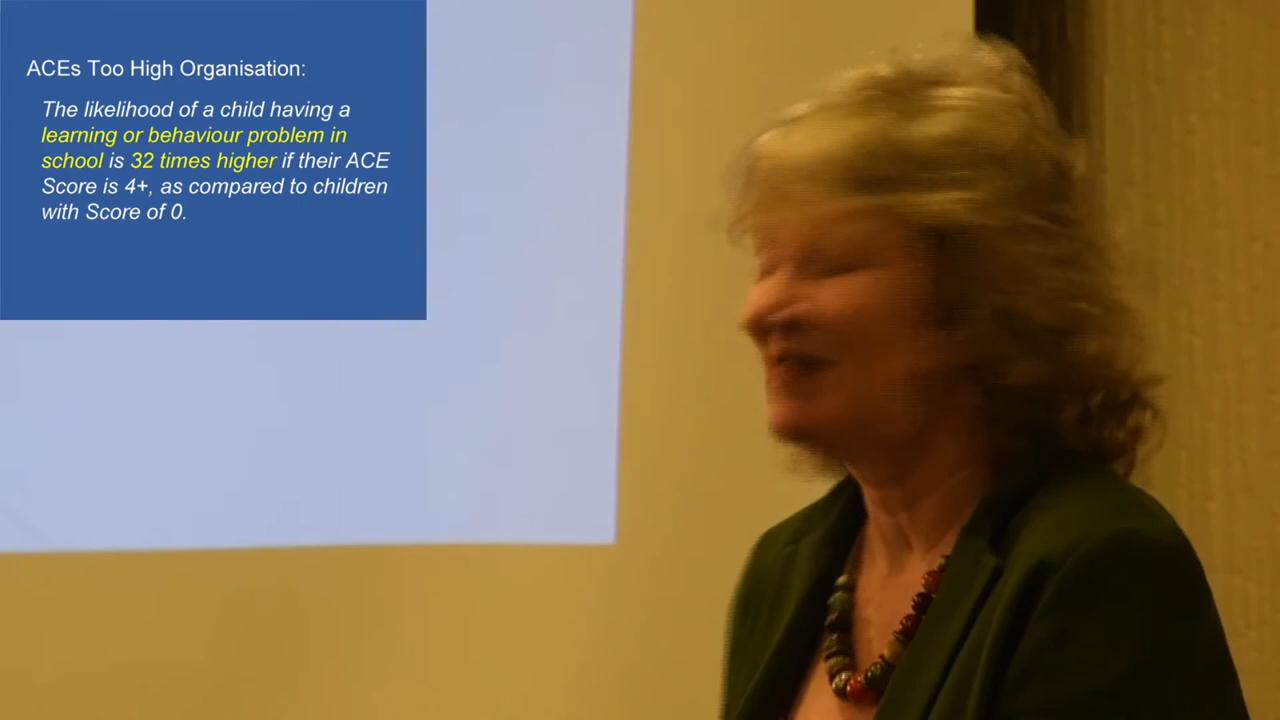 ACEs Too High Organisation:
The likelihood of a child having a
learning or behaviour problem in
school is 32 times higher if their ACE
Score is 4+, as compared to children
with Score of 0.